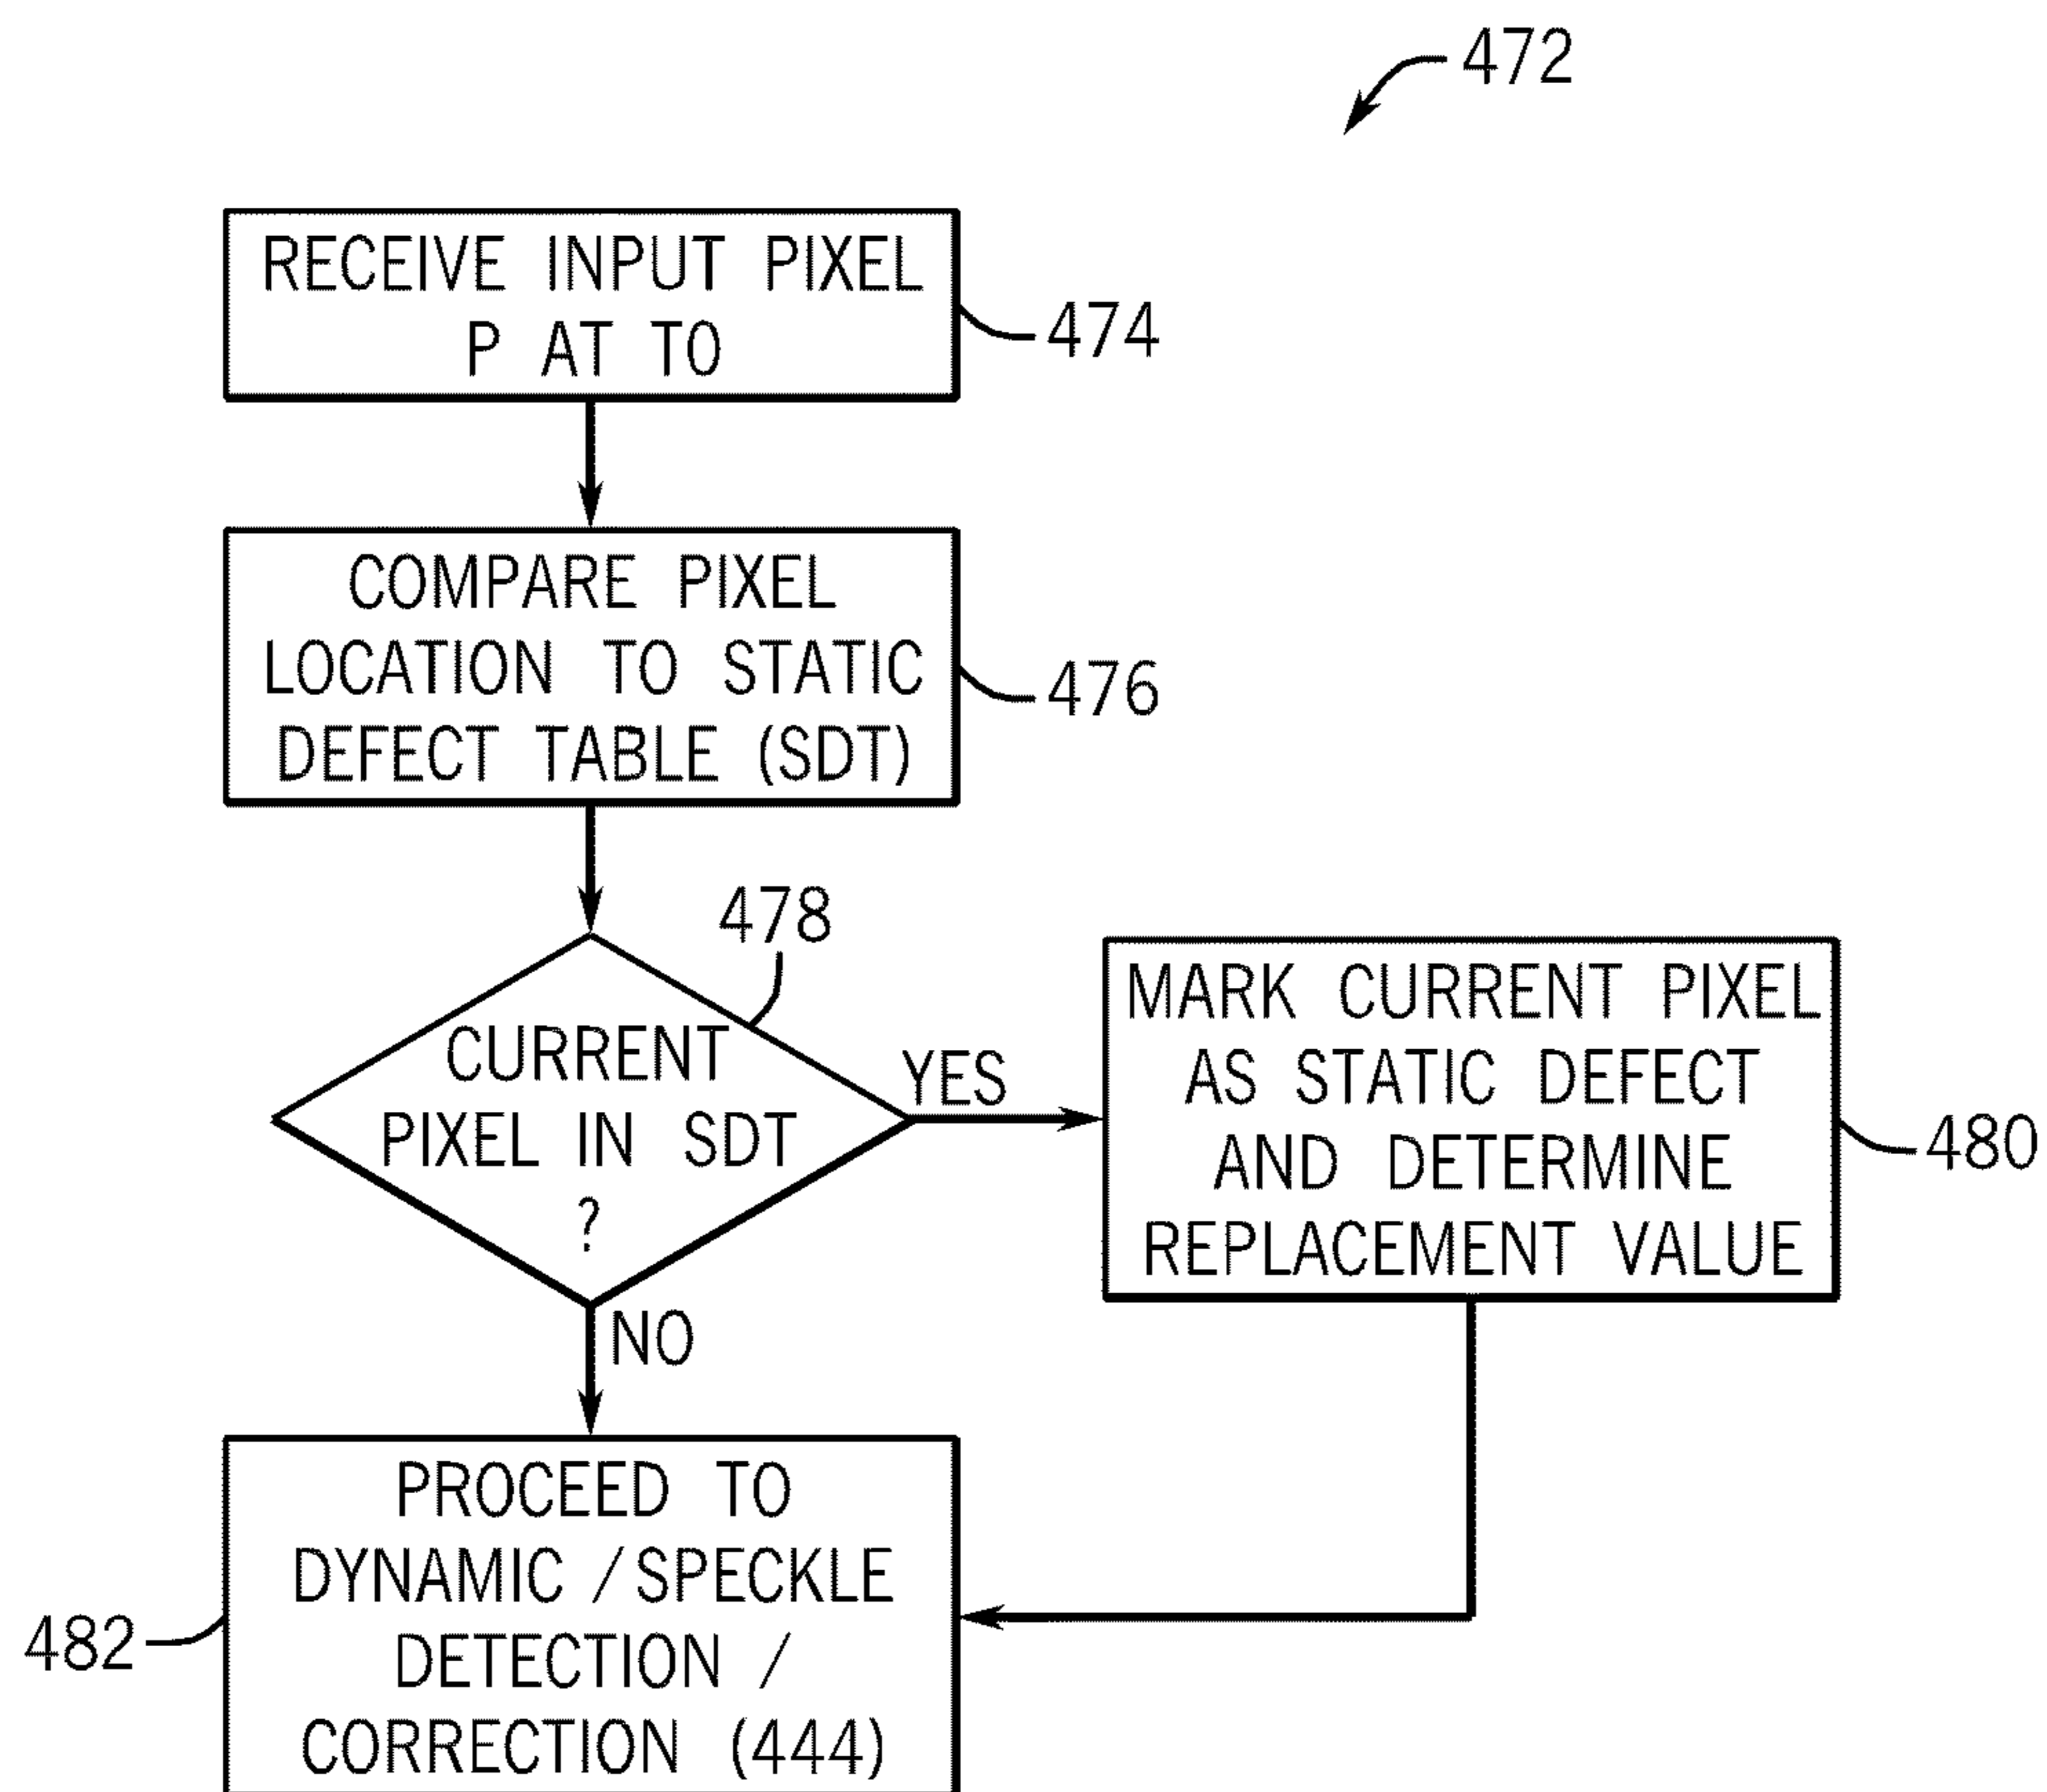 472
RECEIVE INPUT PIXEL
P AT TO
474
COMPARE PIXEL
LOCATION TO STATIC
DEFECT TABLE (SDT)
476
478
CURRENT
PIXEL IN SDT
?
YES
NO
MARK CURRENT PIXEL
AS STATIC DEFECT
AND DETERMINE
REPLACEMENT VALUE
480
PROCEED TO
DYNAMIC / SPECKLE
DETECTION /
CORRECTION (444)
482